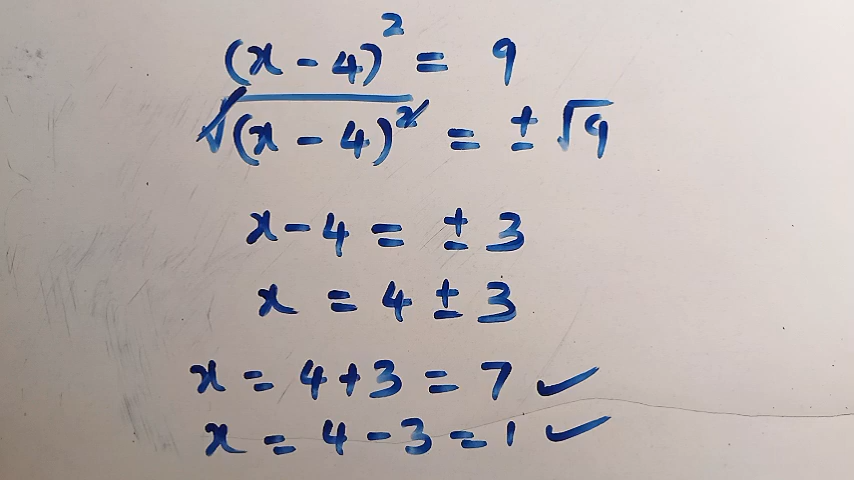 (x - 4)² = 9
√(x - 4)² = ± √9
x - 4 = ± 3
x = 4 ± 3
x = 4 + 3 = 7 ✓
x = 4 - 3 = 1 ✓